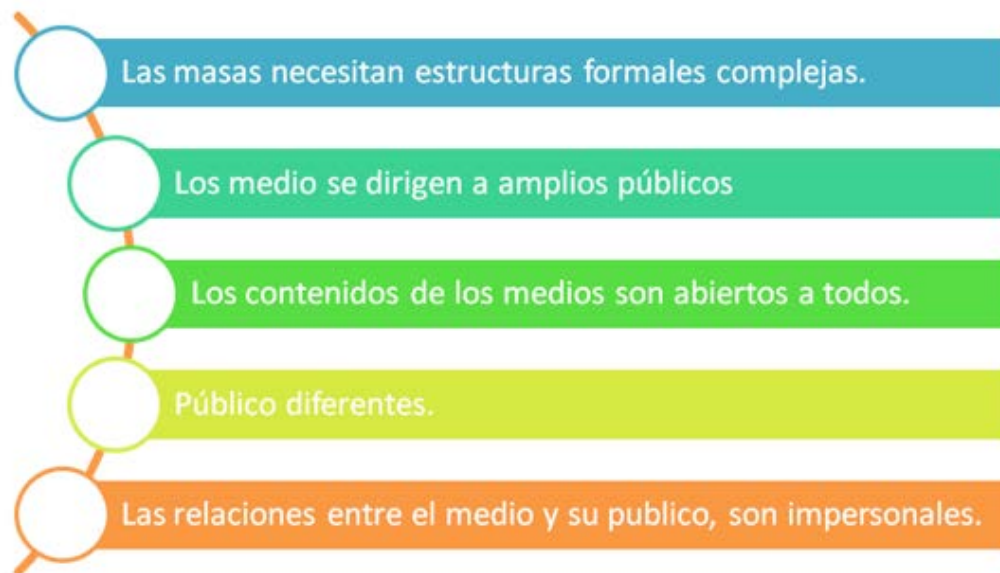 Las masas necesitan estructuras formales complejas.
Los medio se dirigen a amplios públicos
Los contenidos de los medios son abiertos a todos.
Público diferentes.
Las relaciones entre el medio y su publico, son impersonales.